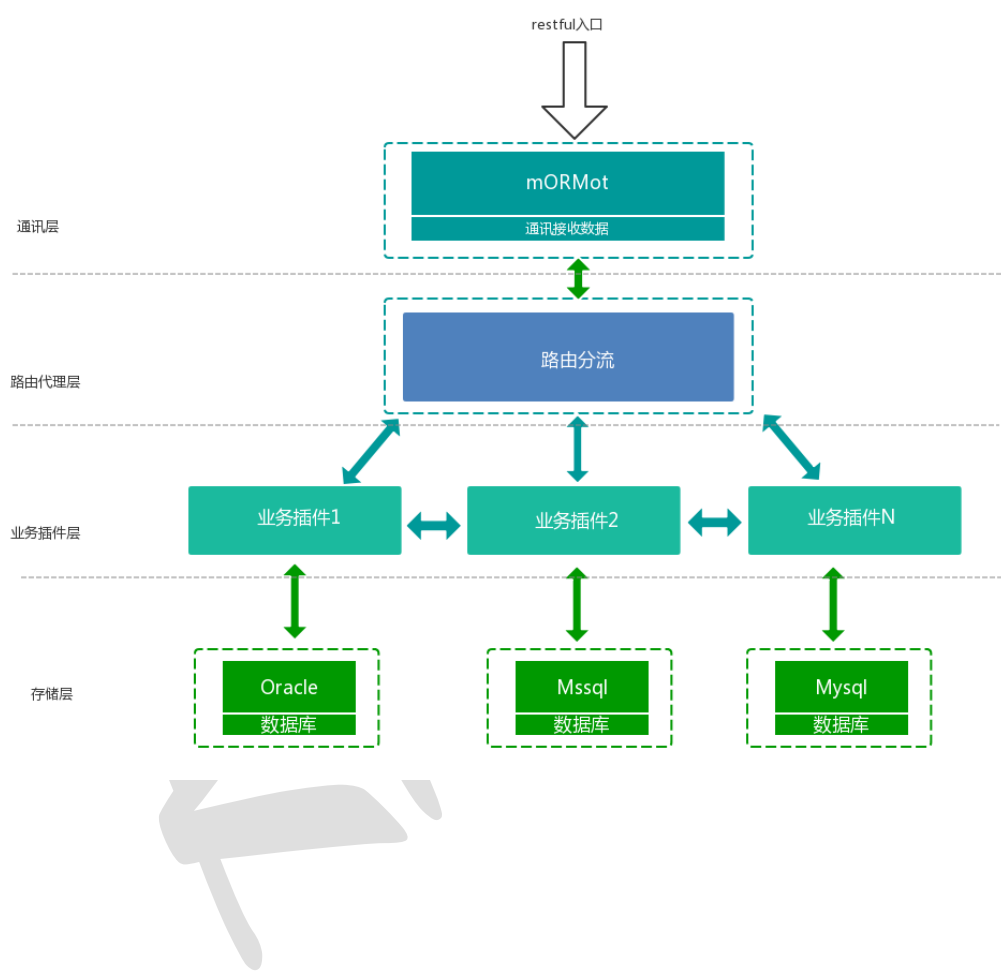 restful入口
mORMot
通讯接收数据
通讯层
路由分流
路由代理层
业务插件1
业务插件2
业务插件N
业务插件层
Oracle
数据库
Mssql
数据库
Mysql
数据库
存储层